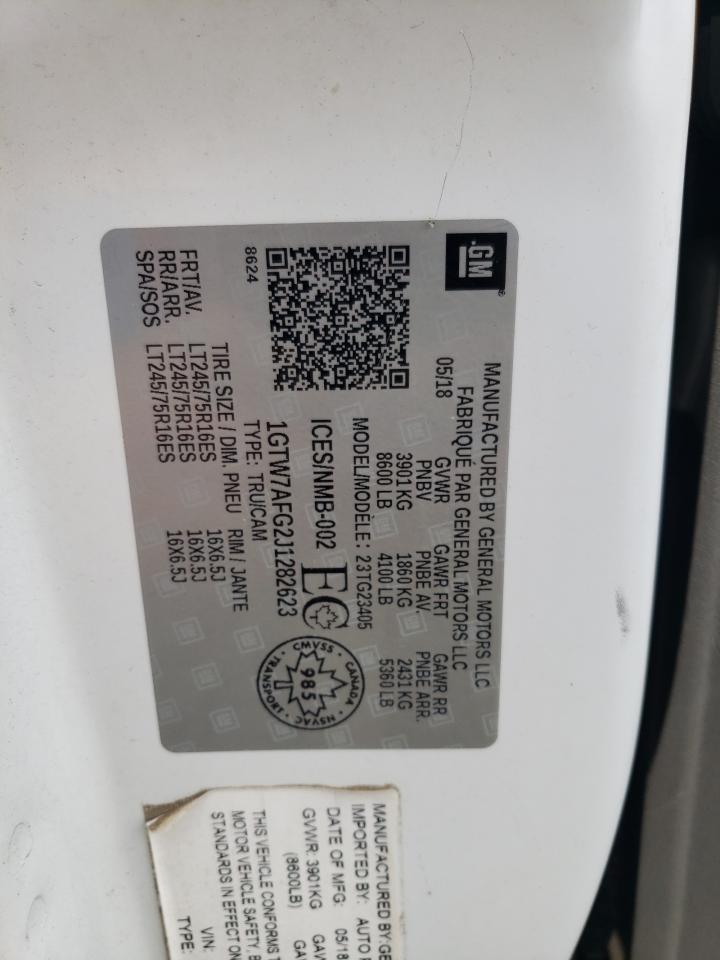 GM
MANUFACTURED BY GENERAL MOTORS LLC
FABRIQUÉ PAR GENERAL MOTORS LLC
05/18 GVWR GAWR FRT GAWR RR
PNBV PNBE AV. PNBE ARR.
3901 KG 1860 KG 2431 KG
8600 LB 4100 LB 5360 LB
MODEL/MODÈLE: 23TG23405
ICES/NMB-002 EC
CANADA
CMVSS
985
NSVAC
TRANSPORT
1GTW7AFG2J1282623
TYPE: TRU/CAM
8624
TIRE SIZE / DIM. PNEU RIM / JANTE
FRT/AV. LT245/75R16ES 16X6.5J
RR/ARR. LT245/75R16ES 16X6.5J
SPA/SOS LT245/75R16ES 16X6.5J
MANUFACTURED BY:GE
IMPORTED BY: AUTO
DATE OF MFG: 05/18
GVWR: 3901KG
(8600LB)
THIS VEHICLE CONFORMS T
MOTOR VEHICLE SAFETY, B
STANDARDS IN EFFECT ON
VIN:
TYPE: